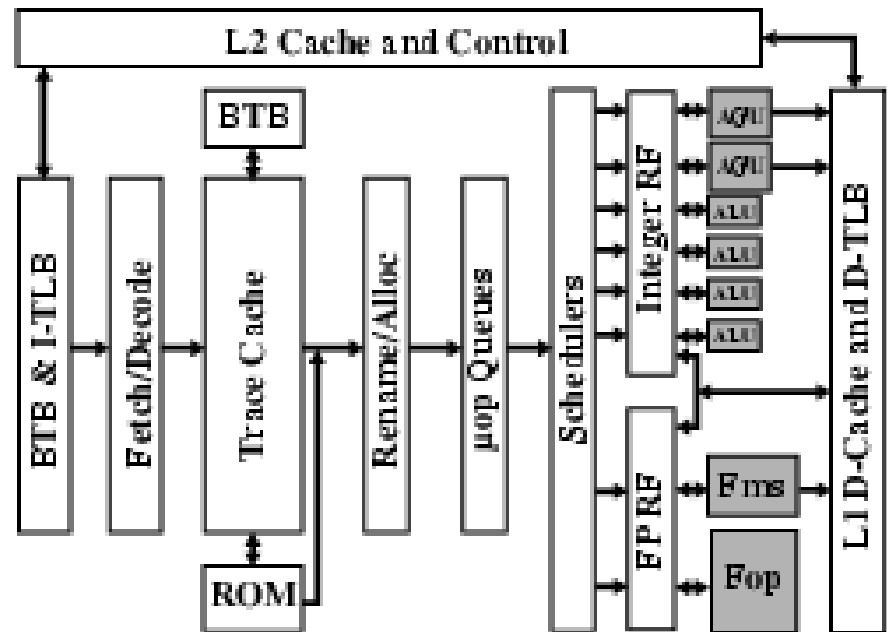 L2 Cache and Control
BTB
BTB & I-TLB
Fetch/Decode
Trace Cache
ROM
Rename/Alloc
µop Queues
Schedulers
Integer RF
FP RF
AGU
AGU
ALU
ALU
ALU
ALU
Fms
Fop
L1 D-Cache and D-TLB